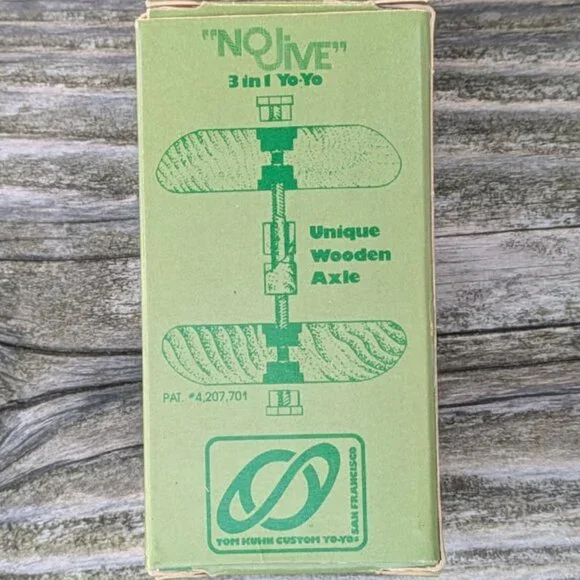 "NO JIVE"
3 in 1 Yo-Yo
Unique
Wooden
Axle
PAT. #4,207,701
SAN FRANCISCO
TOM KUHN CUSTOM YO-YOs